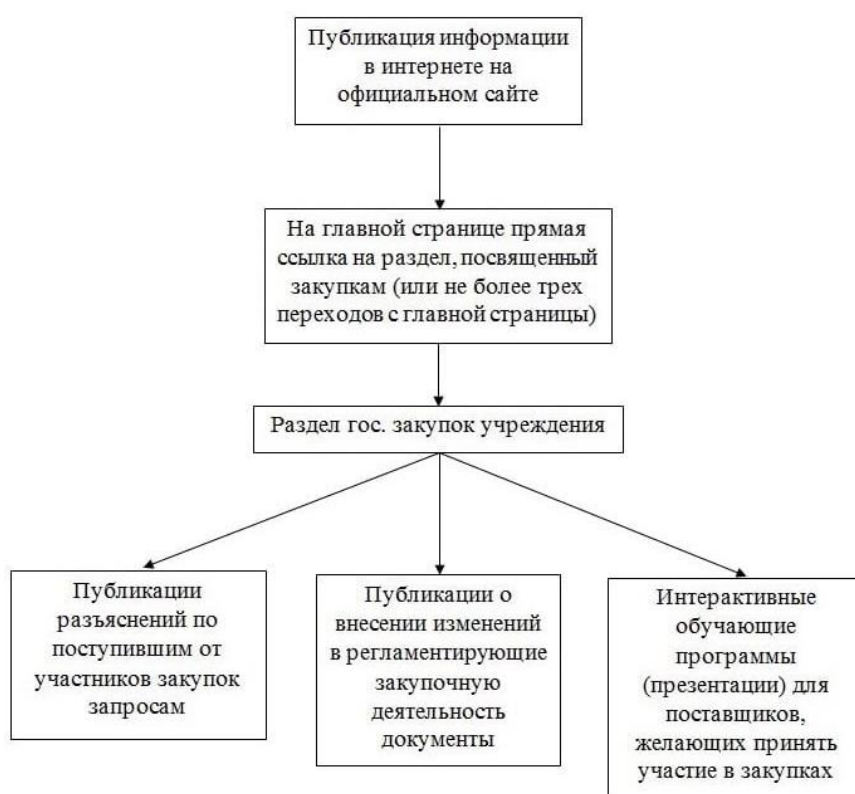 Публикация информации
в интернете на
официальном сайте
На главной странице прямая
ссылка на раздел, посвященный
закупкам (или не более трех
переходов с главной страницы)
Раздел гос. закупок учреждения
Публикации
разъяснений по
поступившим от
участников закупок
запросам
Публикации о
внесении изменений
в регламентирующие
закупочную
деятельность
документы
Интерактивные
обучающие
программы
(презентации) для
поставщиков,
желающих принять
участие в закупках